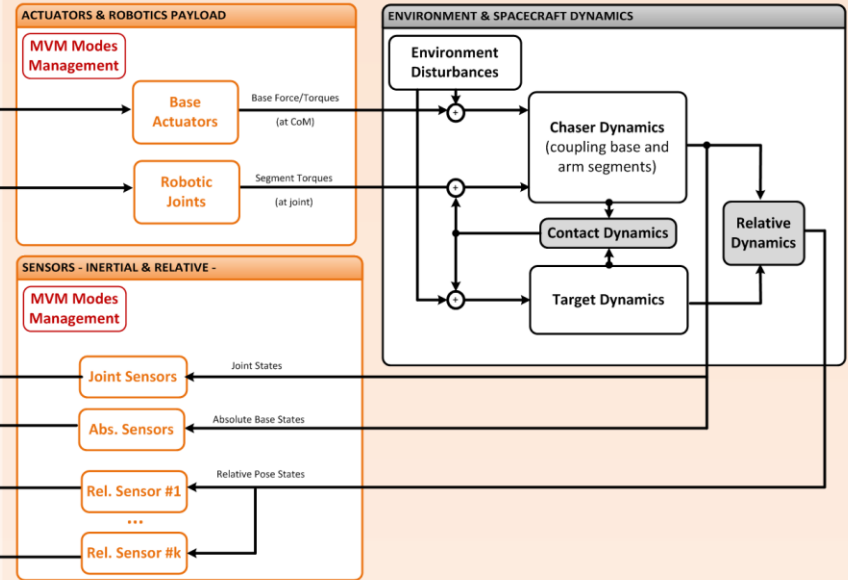 ACTUATORS & ROBOTICS PAYLOAD
MVM Modes
Management
Base
Actuators
Base Force/Torques
(at CoM)
Robotic
Joints
Segment Torques
(at joint)
ENVIRONMENT & SPACECRAFT DYNAMICS
Environment
Disturbances
+
Chaser Dynamics
(coupling base and
arm segments)
+
Contact Dynamics
Relative
Dynamics
+
Target Dynamics
SENSORS - INERTIAL & RELATIVE -
MVM Modes
Management
Joint Sensors
Joint States
Abs. Sensors
Absolute Base States
Rel. Sensor #1
Relative Pose States
...
Rel. Sensor #k